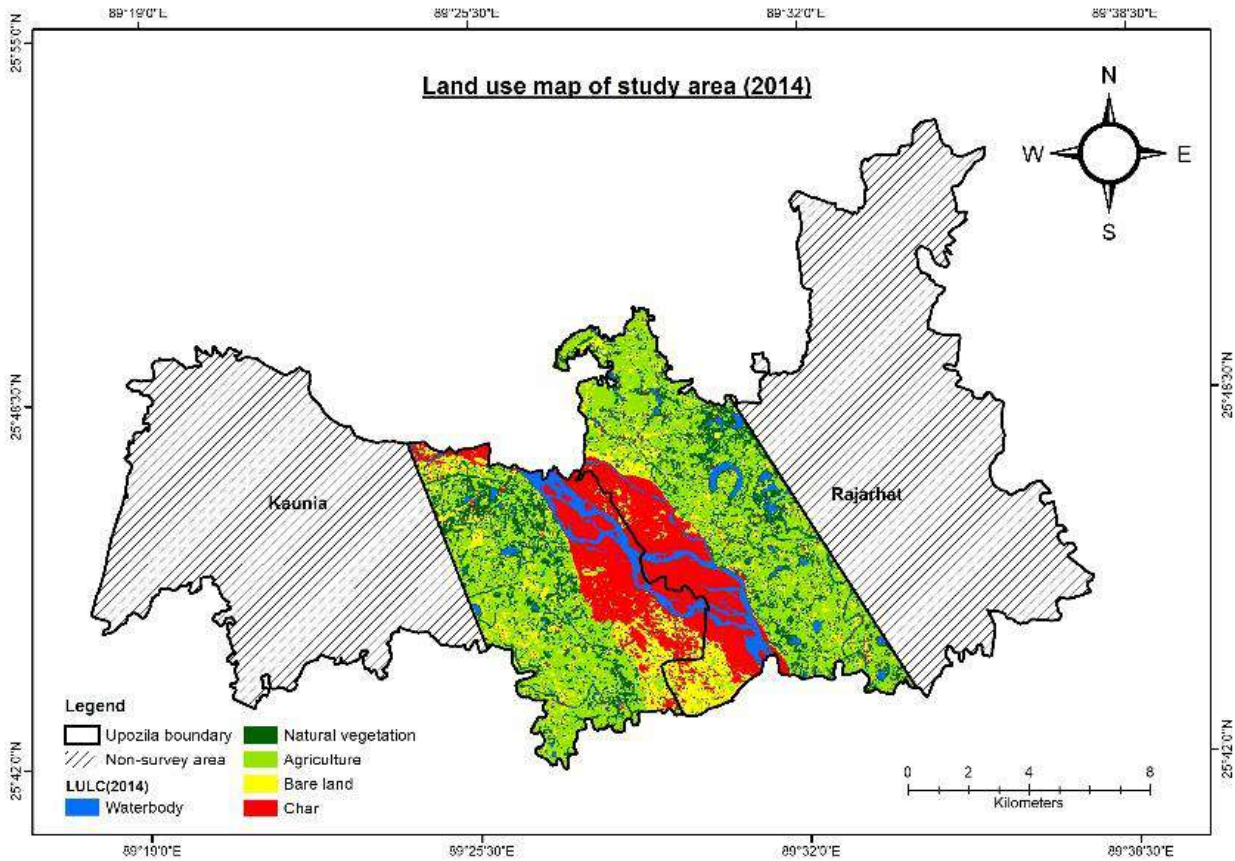 89°19'0"E 89°25'30"E 89°32'0"E 89°38'30"E
25°55'0"N
Land use map of study area (2014)
N
W E
S
25°48'30"N
25°48'30"N
Kaunia
Rajarhat
Legend
Upozila boundary
Non-survey area
LULC(2014)
Waterbody
Natural vegetation
Agriculture
Bare land
Char
0 2 4 6 8
Kilometers
25°42'0"N
25°42'0"N
89°19'0"E 89°25'30"E 89°32'0"E 89°38'30"E